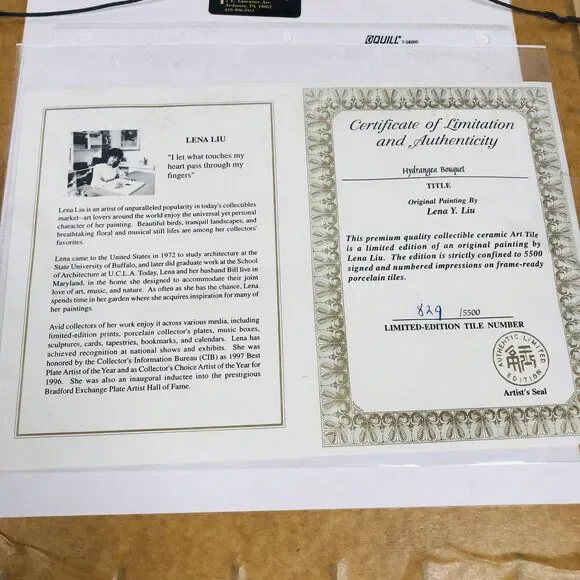 Ardmore, PA 19003
QUILL® 7-28000
LENA LIU
"I let what touches my
heart pass through my
fingers"
Lena Liu is an artist of unparalleled popularity in today's collectibles
market--art lovers around the world enjoy the universal yet personal
character of her painting. Beautiful birds, tranquil landscapes, and
breathtaking floral and musical still lifes are among her collectors'
favorites.
Lena came to the United States in 1972 to study architecture at the
State University of Buffalo, and later did graduate work at the School
of Architecture at U.C.L.A. Today, Lena and her husband Bill live in
Maryland, in the home she designed to accommodate their joint
love of art, music, and nature. As often as she has the chance, Lena
spends time in her garden where she acquires inspiration for many of
her paintings.
Avid collectors of her work enjoy it across various media, including
limited-edition prints, porcelain collector's plates, music boxes,
sculptures, cards, tapestries, bookmarks, and calendars. Lena has
achieved recognition at national shows and exhibits. She was
honored by the Collector's Information Bureau (CIB) as 1997 Best
Plate Artist of the Year and as Collector's Choice Artist of the Year for
1996. She was also an inaugural inductee into the prestigious
Bradford Exchange Plate Artist Hall of Fame.
Certificate of Limitation
and Authenticity
Hydrangea Bouquet
TITLE
Original Painting By
Lena Y. Liu
This premium quality collectible ceramic Art Tile
is a limited edition of an original painting by
Lena Liu. The edition is strictly confined to 5500
signed and numbered impressions on frame-ready
porcelain tiles.
829 /5500
LIMITED-EDITION TILE NUMBER
AUTHENTIC LIMITED
EDITION
Artist's Seal